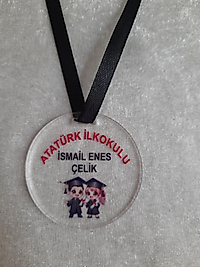 ATATÜRK İLKOKULU
İSMAİL ENES
ÇELİK